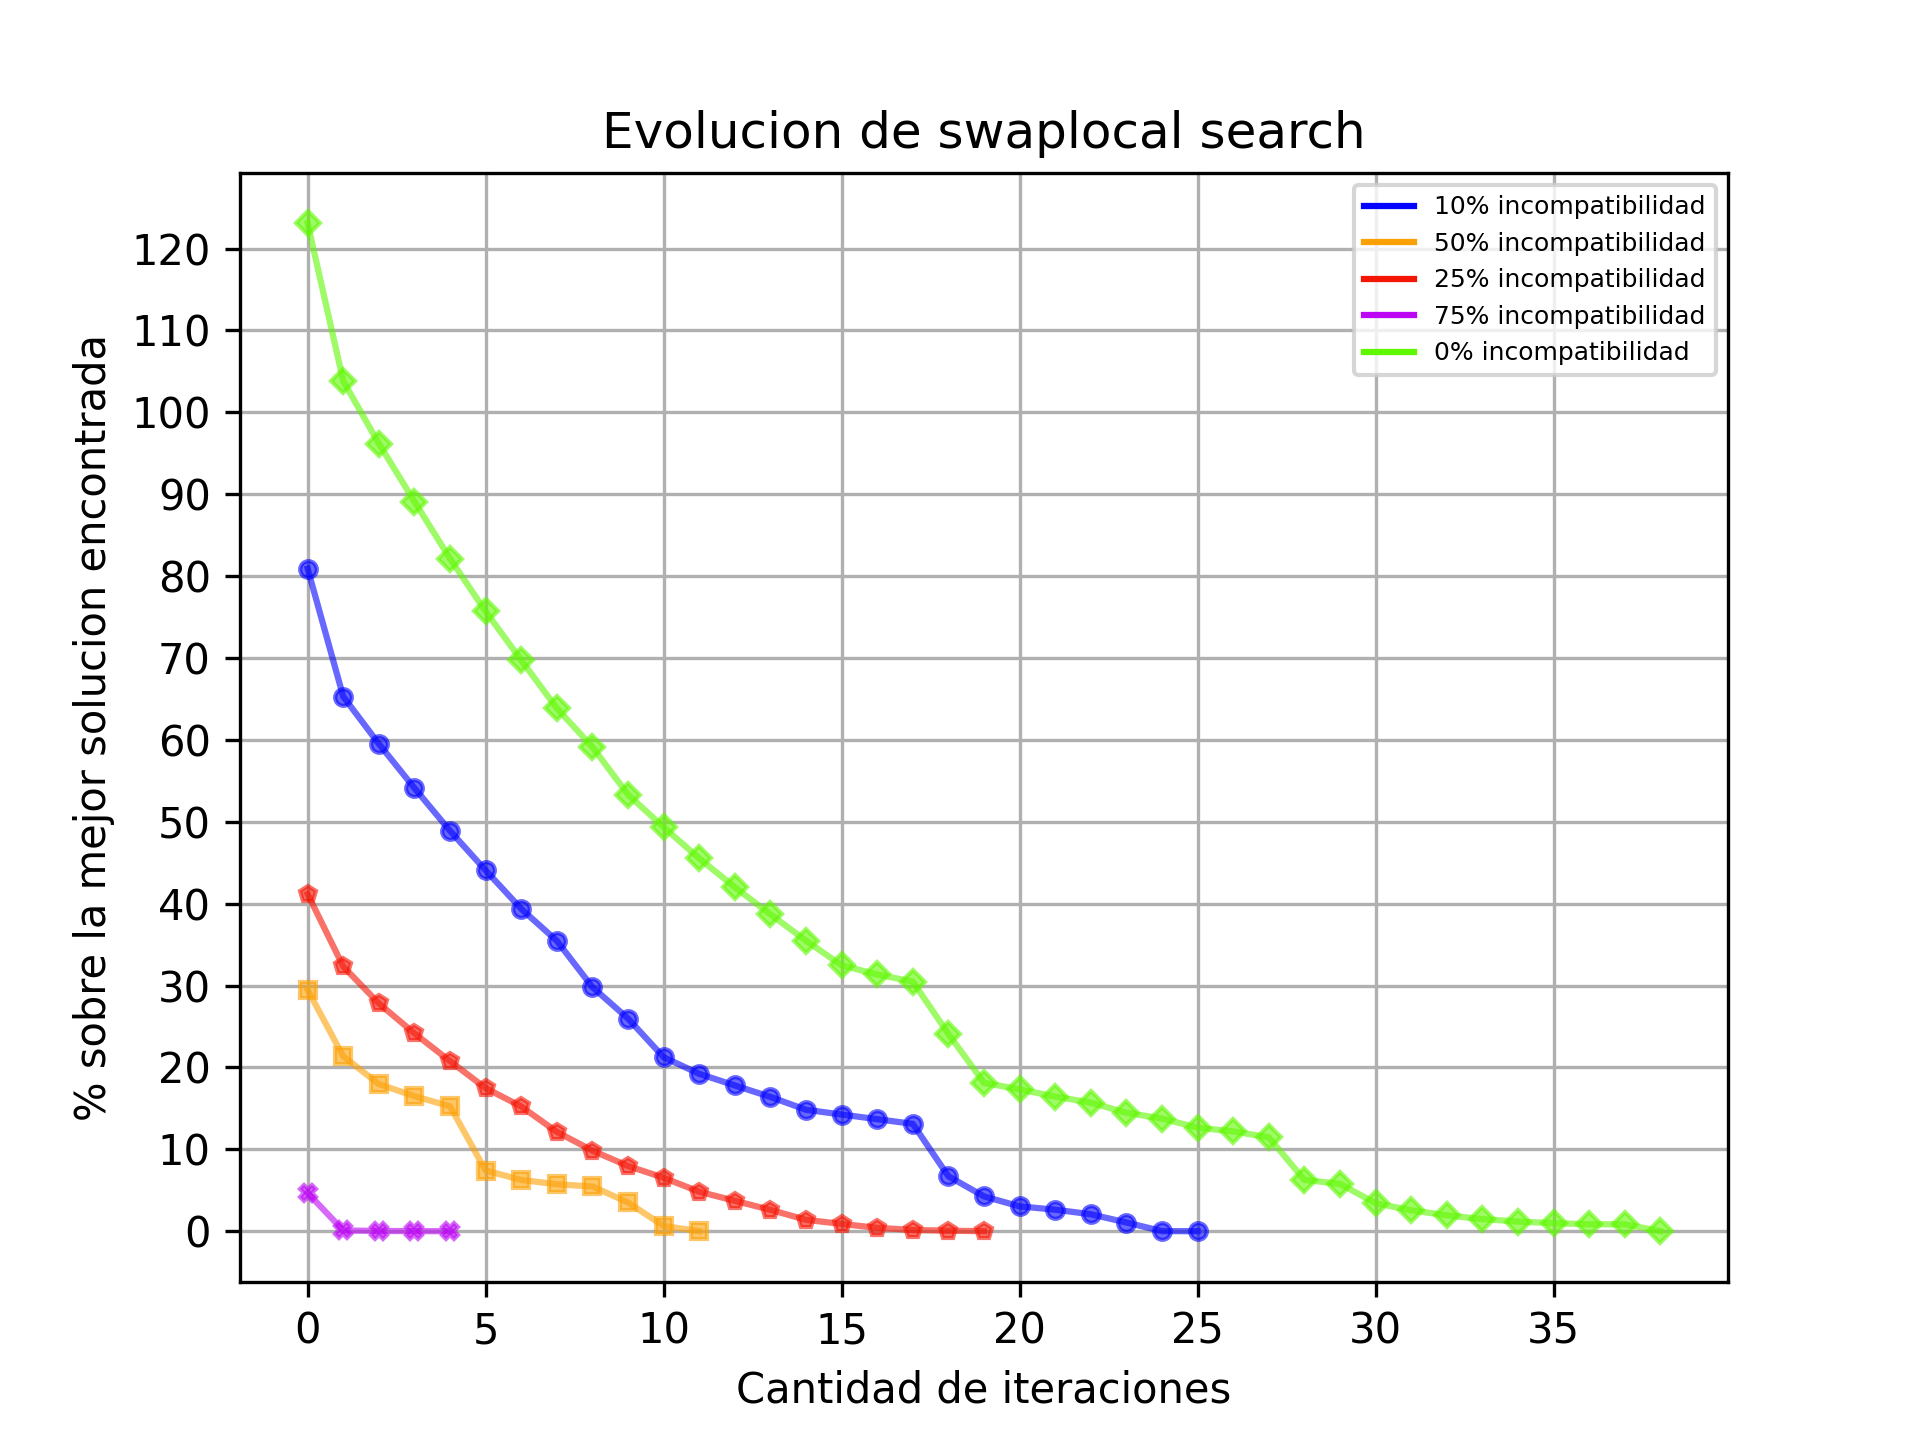 Evolucion de swaplocal search
10% incompatibilidad
50% incompatibilidad
25% incompatibilidad
75% incompatibilidad
0% incompatibilidad
% sobre la mejor solucion encontrada
120
110
100
90
80
70
60
50
40
30
20
10
0
0 5 10 15 20 25 30 35
Cantidad de iteraciones